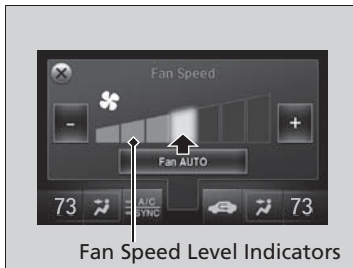 Fan Speed
-
+
Fan AUTO
73
A/C
SYNC
73
Fan Speed Level Indicators